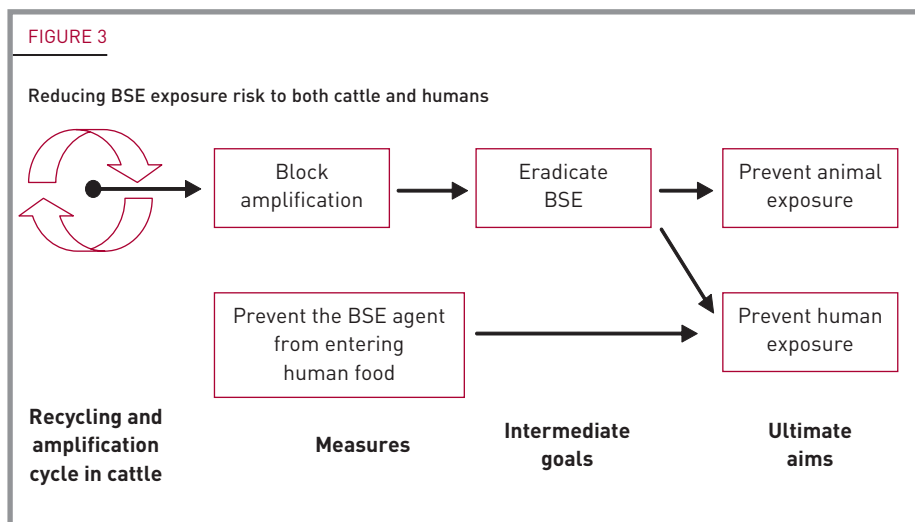 FIGURE 3
Reducing BSE exposure risk to both cattle and humans
Block
amplification
Eradicate
BSE
Prevent animal
exposure
Prevent the BSE agent
from entering
human food
Prevent human
exposure
Recycling and
amplification
cycle in cattle
Measures
Intermediate
goals
Ultimate
aims